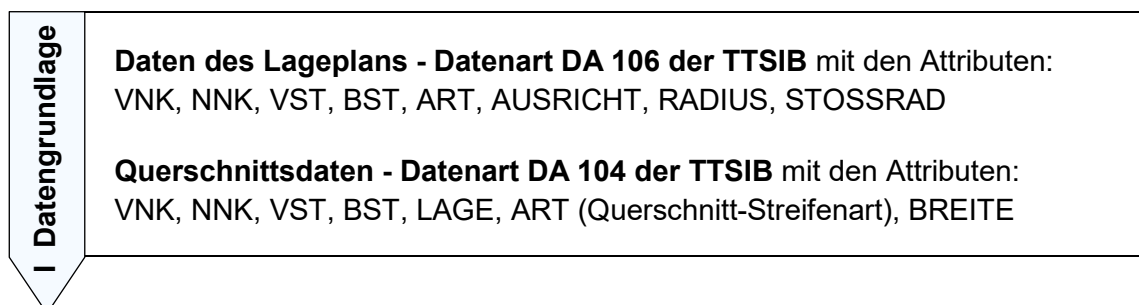 I Datengrundlage
Daten des Lageplans - Datenart DA 106 der TTSIB mit den Attributen:
VNK, NNK, VST, BST, ART, AUSRICHT, RADIUS, STOSSRAD
Querschnittsdaten - Datenart DA 104 der TTSIB mit den Attributen:
VNK, NNK, VST, BST, LAGE, ART (Querschnitt-Streifenart), BREITE